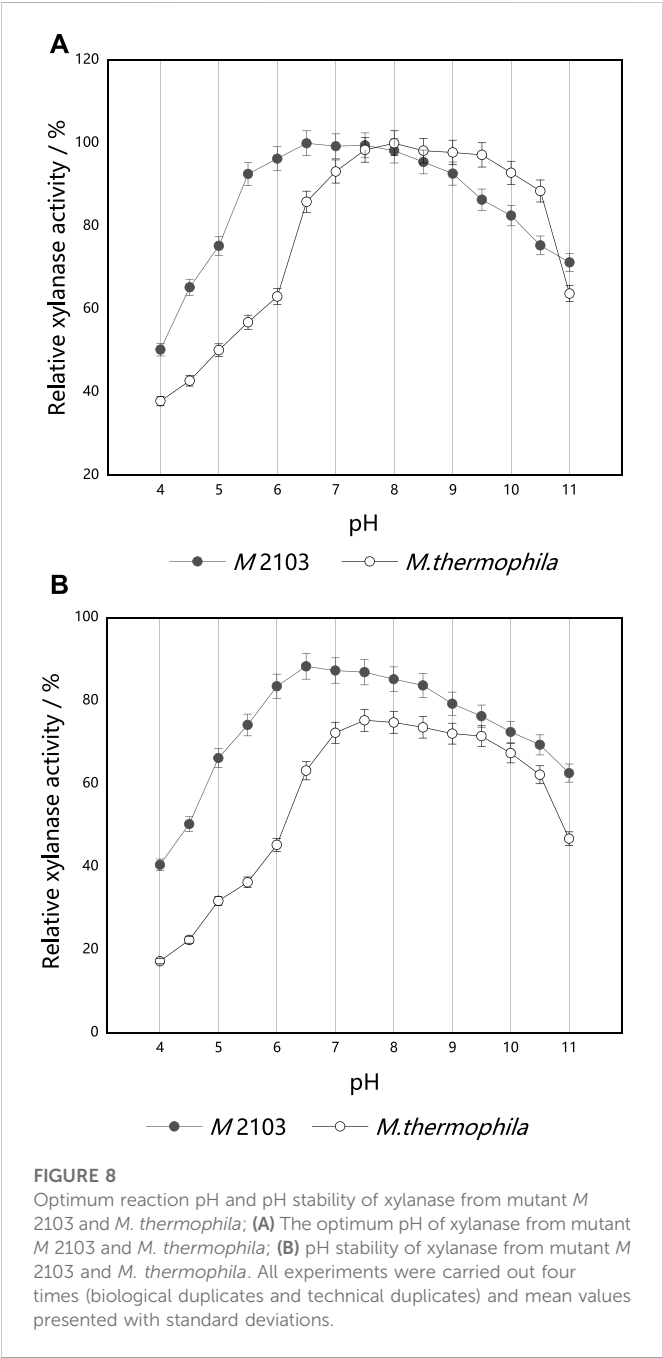 A
120
100
80
60
40
20
Relative xylanase activity / %
4 5 6 7 8 9 10 11
pH
M 2103 M.thermophila
B
100
80
60
40
20
0
Relative xylanase activity / %
4 5 6 7 8 9 10 11
pH
M 2103 M.thermophila
FIGURE 8
Optimum reaction pH and pH stability of xylanase from mutant M
2103 and M. thermophila; (A) The optimum pH of xylanase from mutant
M 2103 and M. thermophila; (B) pH stability of xylanase from mutant M
2103 and M. thermophila. All experiments were carried out four
times (biological duplicates and technical duplicates) and mean values
presented with standard deviations.